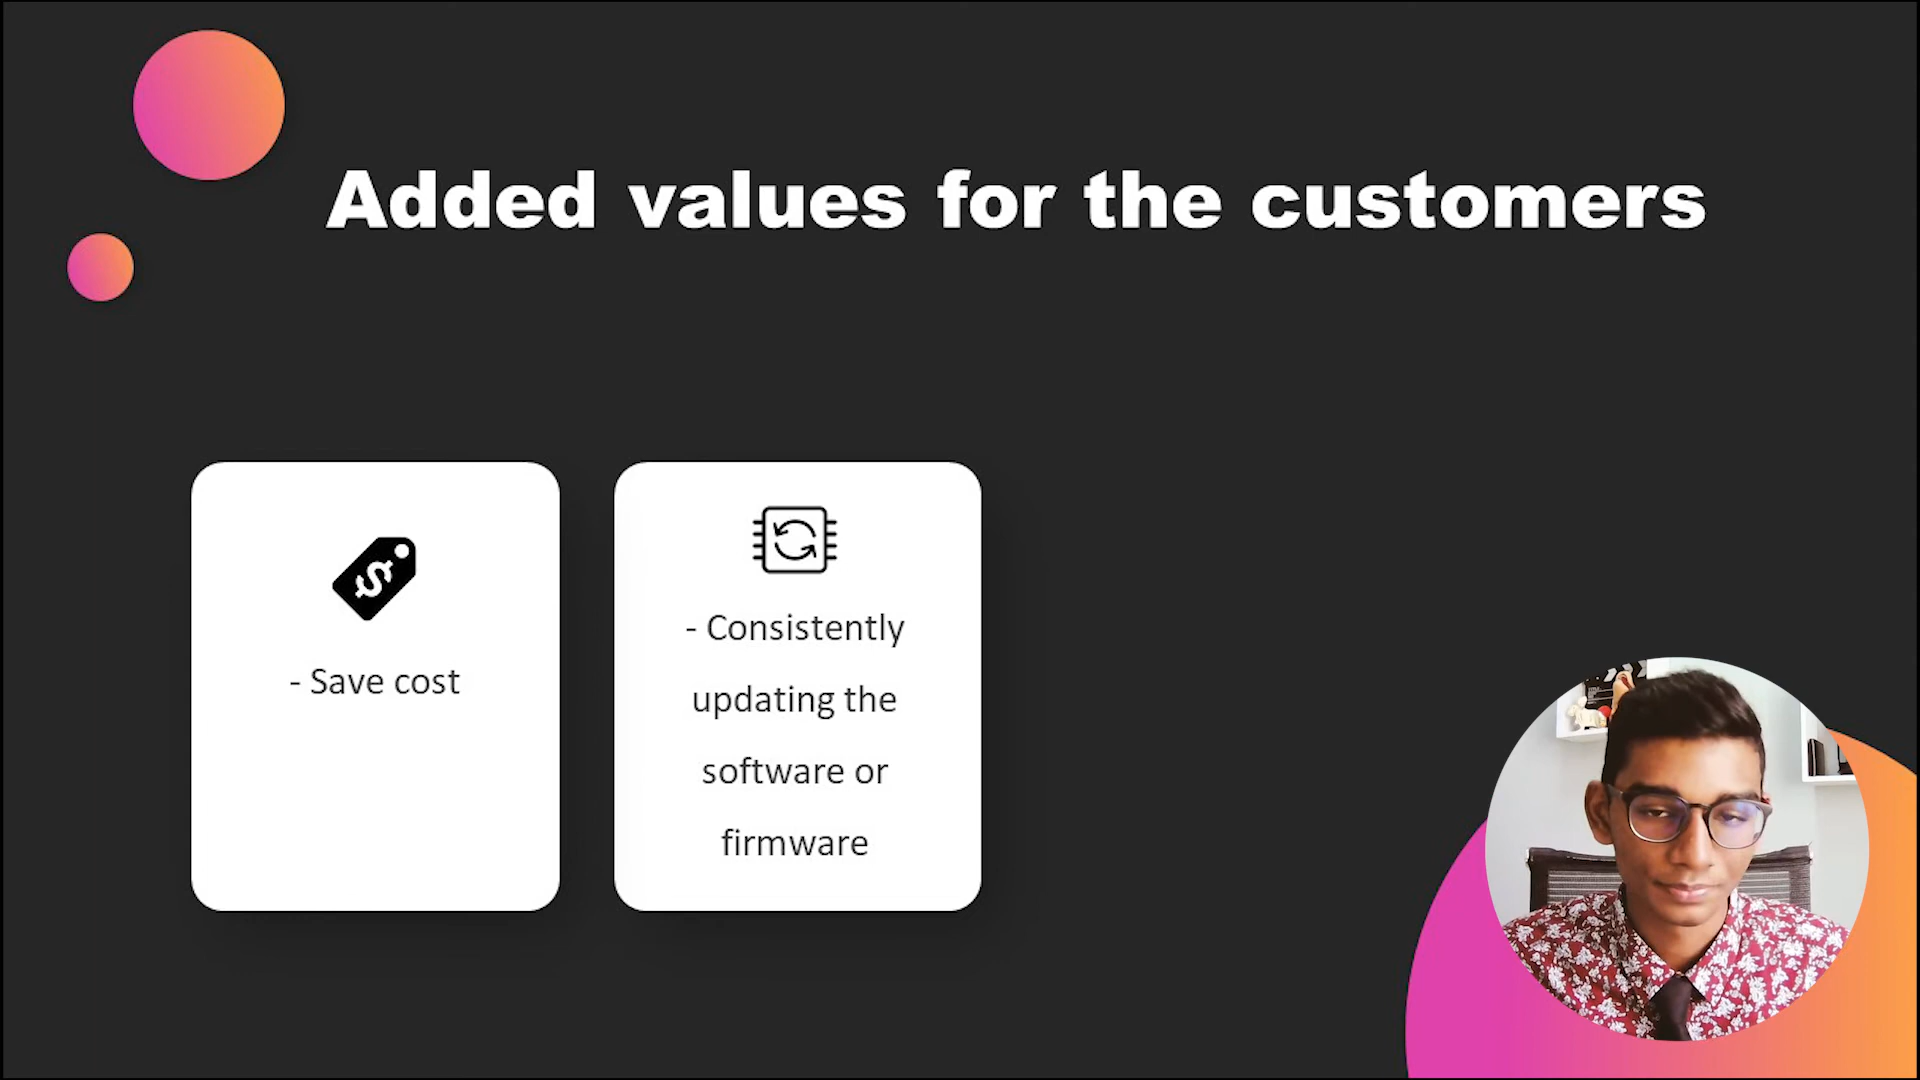 Added values for the customers
- Save cost
- Consistently
updating the
software or
firmware